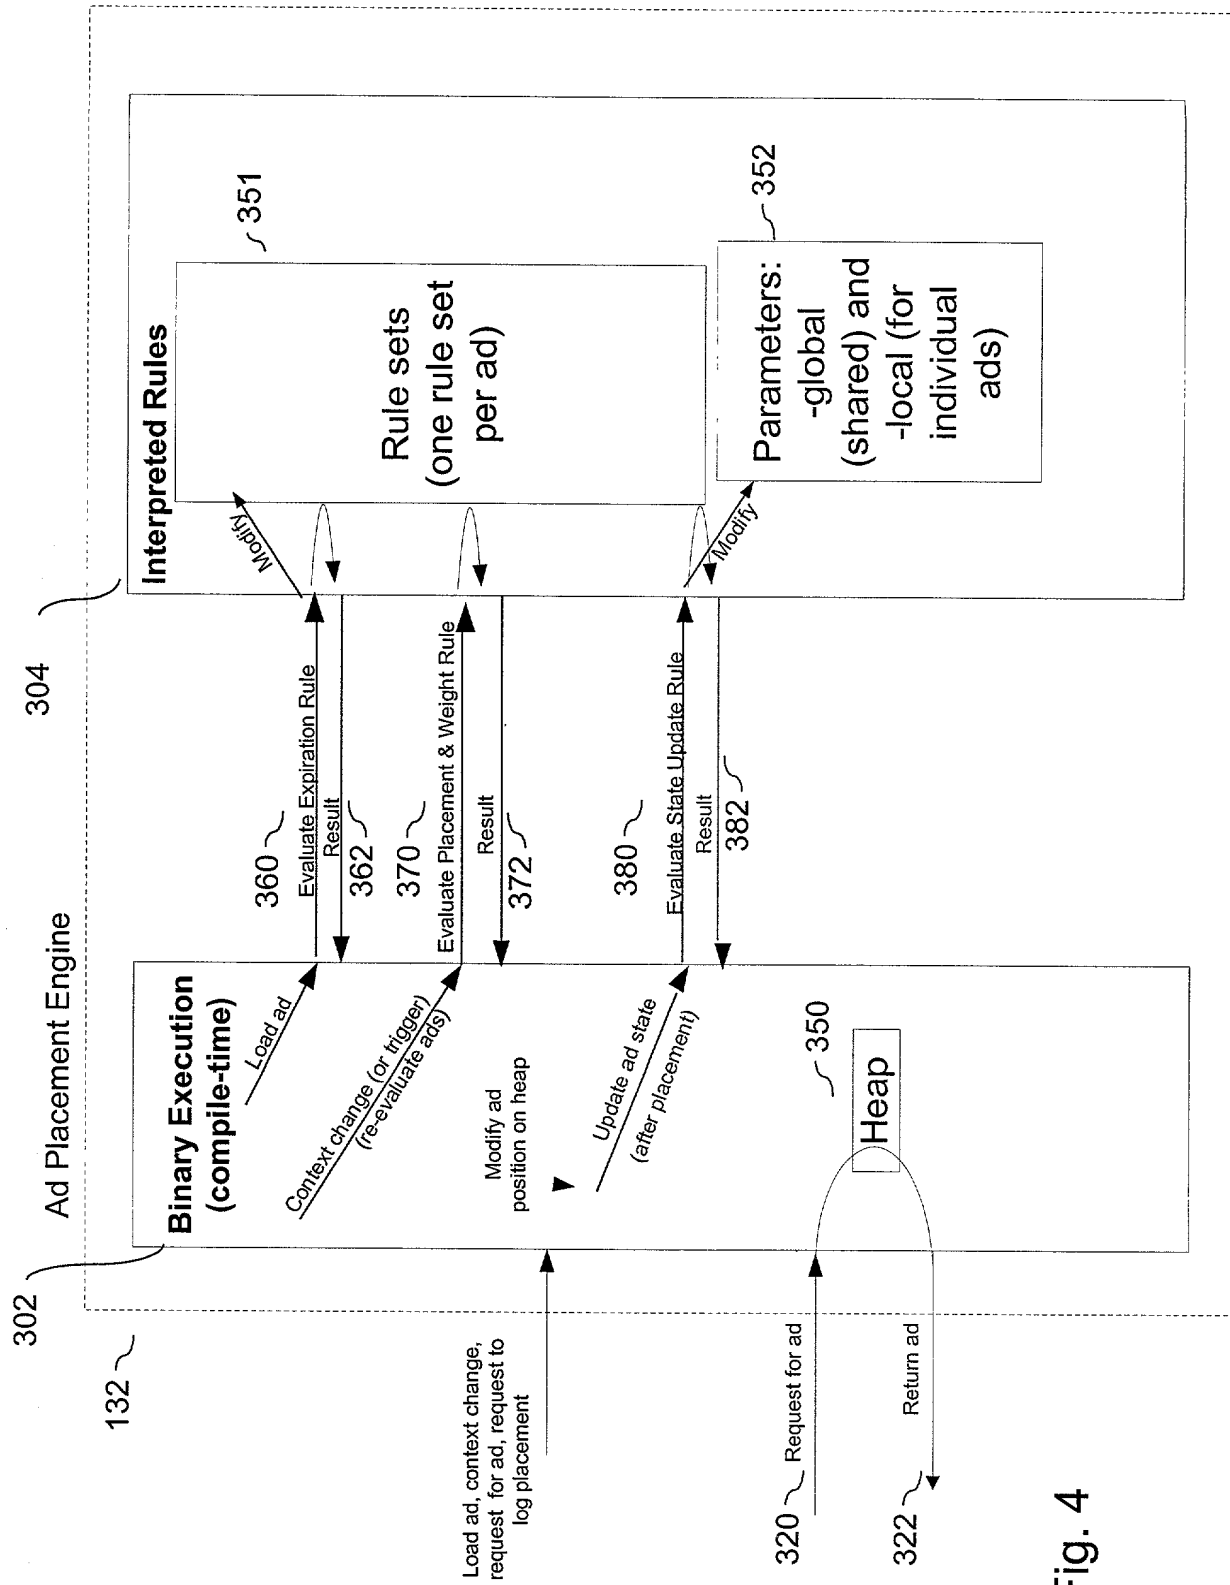 Ad Placement Engine
132
302
304
Binary Execution
(compile-time)
Load ad
Context change (or trigger)
(re-evaluate ads)
Modify ad
position on heap
Update ad state
(after placement)
350
Heap
Load ad, context change,
request for ad, request to
log placement
320
Request for ad
322
Return ad
360
Evaluate Expiration Rule
Result
362
370
Evaluate Placement & Weight Rule
Result
372
380
Evaluate State Update Rule
Result
382
Interpreted Rules
Modify
351
Rule sets
(one rule set
per ad)
Modify
352
Parameters:
-global
(shared) and
-local (for
individual
ads)
Fig. 4